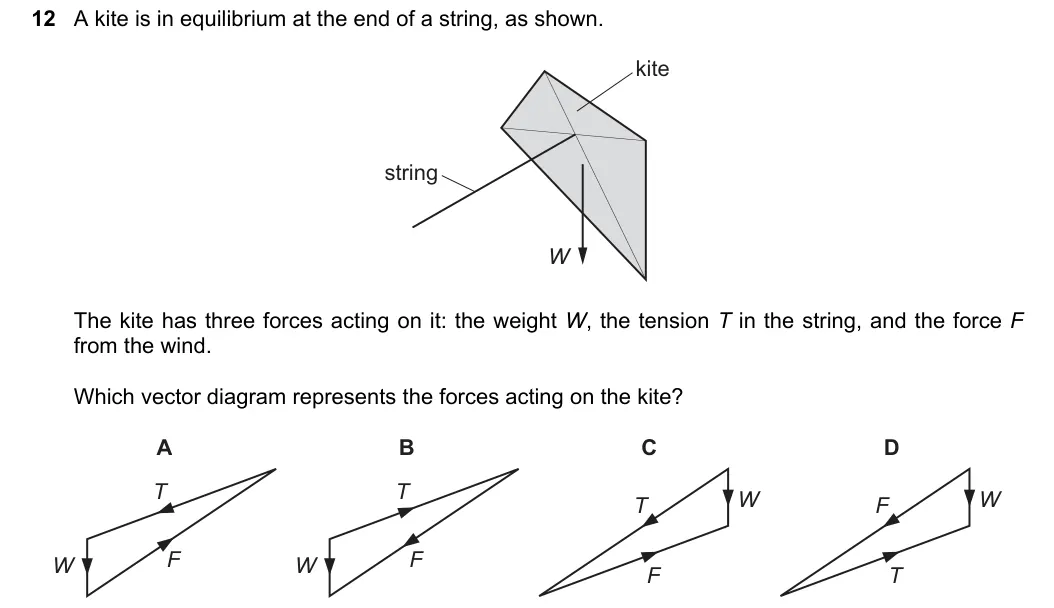 12 A kite is in equilibrium at the end of a string, as shown.
kite
string
W
The kite has three forces acting on it: the weight W, the tension T in the string, and the force F
from the wind.
Which vector diagram represents the forces acting on the kite?
A B C D
T T T W F W
W F W F F T